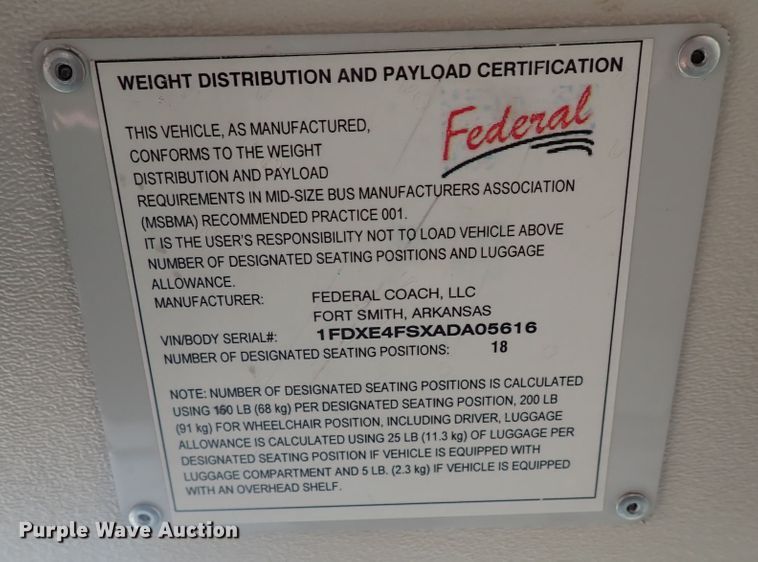 WEIGHT DISTRIBUTION AND PAYLOAD CERTIFICATION
Federal
THIS VEHICLE, AS MANUFACTURED,
CONFORMS TO THE WEIGHT
DISTRIBUTION AND PAYLOAD
REQUIREMENTS IN MID-SIZE BUS MANUFACTURERS ASSOCIATION
(MSBMA) RECOMMENDED PRACTICE 001.
IT IS THE USER'S RESPONSIBILITY NOT TO LOAD VEHICLE ABOVE
NUMBER OF DESIGNATED SEATING POSITIONS AND LUGGAGE
ALLOWANCE.
MANUFACTURER: FEDERAL COACH, LLC
FORT SMITH, ARKANSAS
VIN/BODY SERIAL#: 1FDXE4FSXADA05616
NUMBER OF DESIGNATED SEATING POSITIONS: 18
NOTE: NUMBER OF DESIGNATED SEATING POSITIONS IS CALCULATED
USING 150 LB (68 kg) PER DESIGNATED SEATING POSITION, 200 LB
(91 kg) FOR WHEELCHAIR POSITION, INCLUDING DRIVER, LUGGAGE
ALLOWANCE IS CALCULATED USING 25 LB (11.3 kg) OF LUGGAGE PER
DESIGNATED SEATING POSITION IF VEHICLE IS EQUIPPED WITH
LUGGAGE COMPARTMENT AND 5 LB. (2.3 kg) IF VEHICLE IS EQUIPPED
WITH AN OVERHEAD SHELF.
Purple Wave Auction